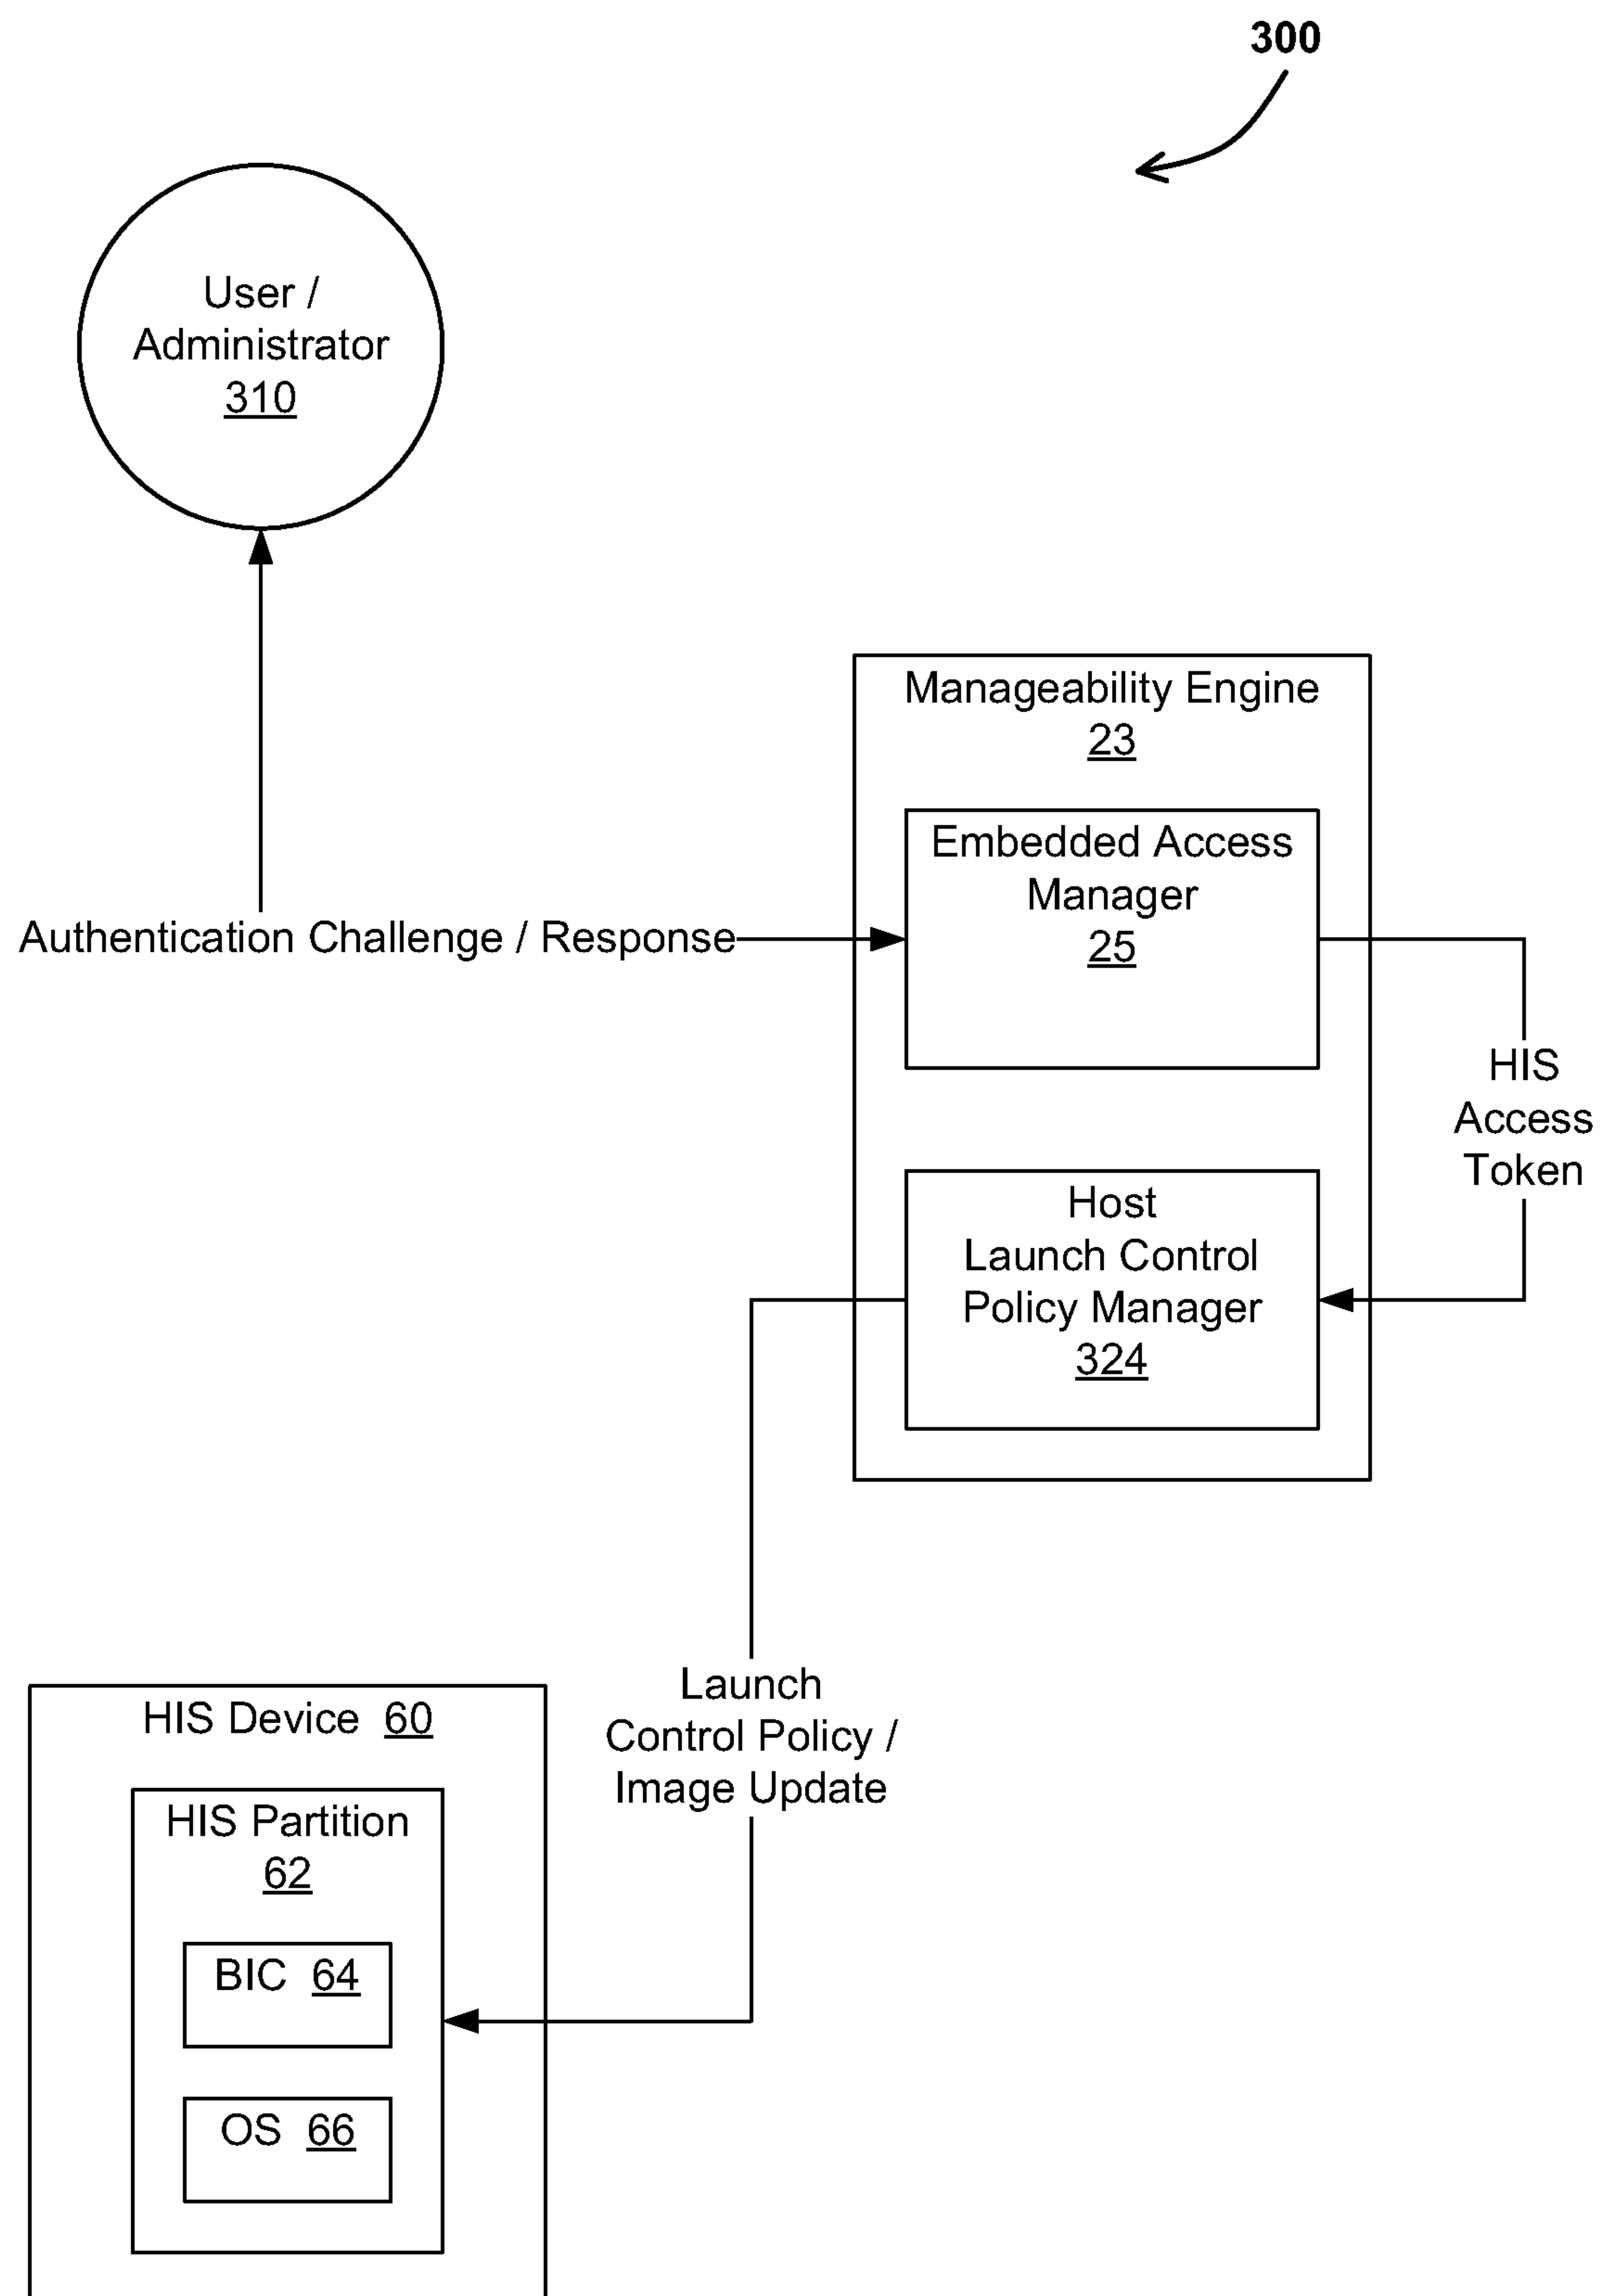 300
User /
Administrator
310
Manageability Engine
23
Embedded Access
Manager
25
Authentication Challenge / Response
HIS
Access
Token
Host
Launch Control
Policy Manager
324
Launch
Control Policy /
Image Update
HIS Device 60
HIS Partition
62
BIC 64
OS 66